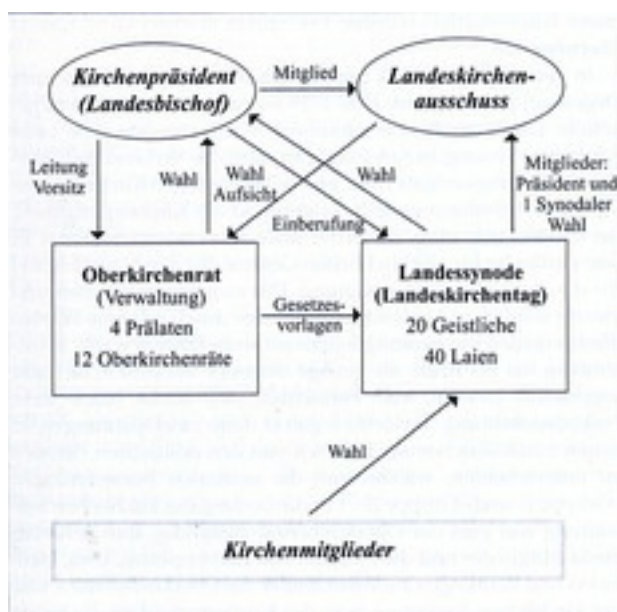 Kirchenpräsident
(Landesbischof)
Mitglied
Landeskirchen-
ausschuss
Leitung
Vorsitz
Wahl
Wahl
Aufsicht
Wahl
Einberufung
Mitglieder:
Präsident und
1 Synodaler
Wahl
Oberkirchenrat
(Verwaltung)
4 Prälaten
12 Oberkirchenräte
Gesetzes-
vorlagen
Landessynode
(Landeskirchentag)
20 Geistliche
40 Laien
Wahl
Kirchenmitglieder